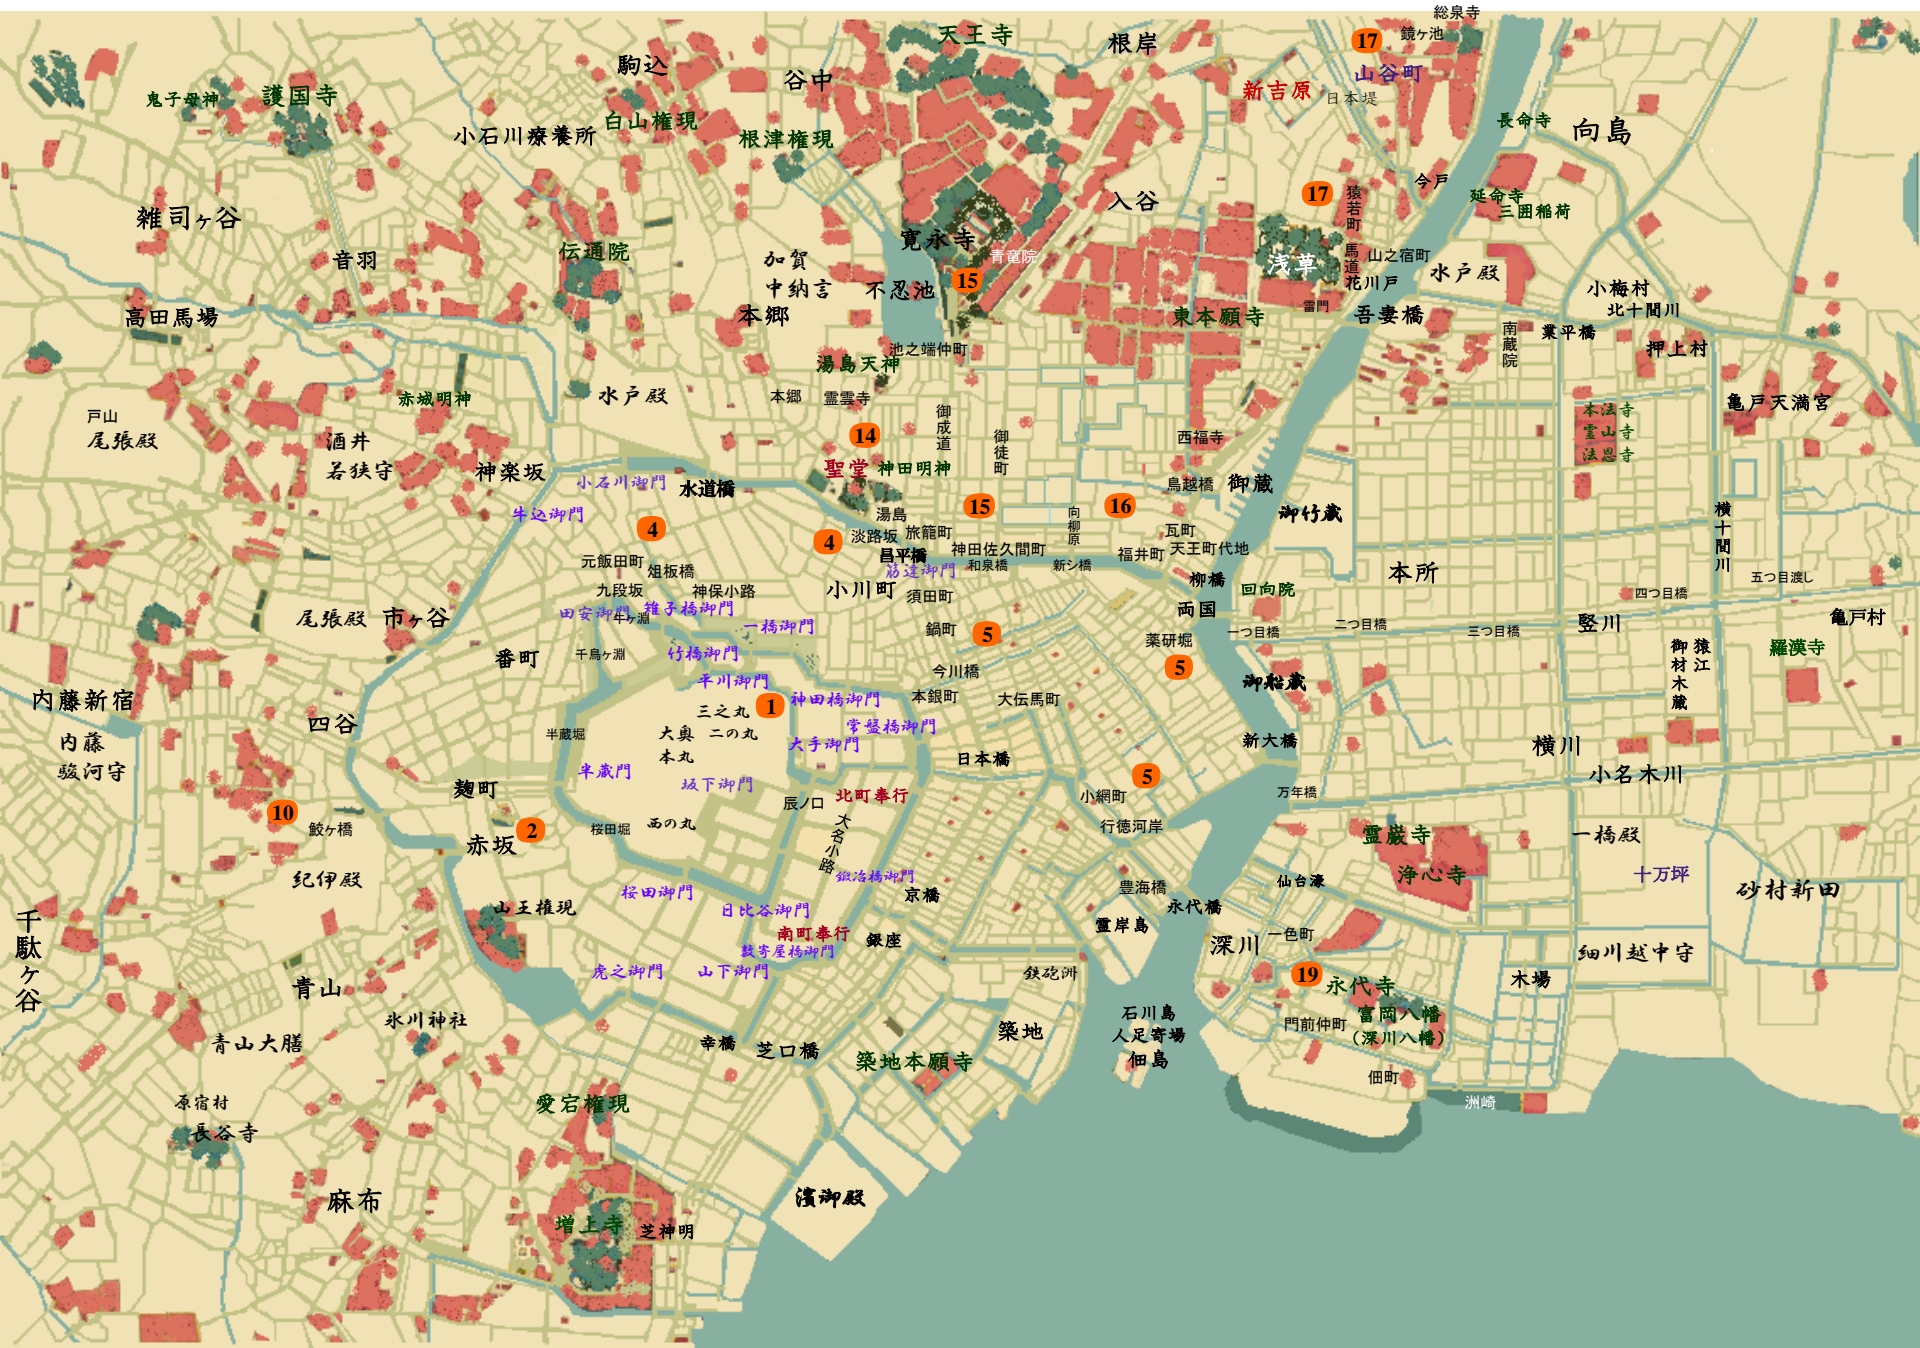 総泉寺
鏡ヶ池
17
天王寺
根岸
山谷町
駒込
谷中
新吉原
日本堤
鬼子母神
護国寺
白山権現
長命寺
向島
小石川療養所
根津権現
今戸
17
猿若町
延命寺
三囲稲荷
雑司ヶ谷
入谷
寛永寺
青竜院
伝通院
音羽
加賀
中納言
不忍池
15
浅草
馬道
山之宿町
花川戸
水戸殿
小梅村
北十間川
高田馬場
本郷
東本願寺
雷門
吾妻橋
南蔵院
業平橋
押上村
池之端仲町
湯島天神
赤城明神
水戸殿
本郷
霊雲寺
御成道
亀戸天満宮
本法寺
霊山寺
法恩寺
戸山
尾張殿
酒井
若狭守
14
御徒町
西福寺
神楽坂
聖堂
神田明神
小石川御門
水道橋
鳥越橋
御蔵
牛込御門
御竹蔵
横十間川
4
15
16
湯島
向柳原
4
淡路坂
旅籠町
瓦町
昌平橋
神田佐久間町
福井町
天王町代地
元飯田町
俎板橋
筋違御門
和泉橋
新シ橋
本所
五つ目渡し
九段坂
神保小路
小川町
須田町
柳橋
回向院
四つ目橋
田安御門
牛ヶ淵
雉子橋御門
両国
尾張殿
市ヶ谷
一橋御門
鍋町
5
薬研堀
一つ目橋
二つ目橋
三つ目橋
竪川
亀戸村
番町
千鳥ヶ淵
竹橋御門
今川橋
5
御材木蔵
猿江
羅漢寺
平川御門
御船蔵
内藤新宿
神田橋御門
本銀町
大伝馬町
三之丸
1
四谷
常盤橋御門
内藤
駿河守
半蔵堀
大奥
二の丸
大手御門
新大橋
横川
本丸
日本橋
半蔵門
坂下御門
5
小名木川
麹町
辰ノ口
北町奉行
小網町
万年橋
10
鮫ヶ橋
2
桜田堀
西の丸
大名小路
行徳河岸
霊巌寺
一橋殿
赤坂
紀伊殿
鍛冶橋御門
浄心寺
十万坪
桜田御門
京橋
豊海橋
仙台濠
砂村新田
千駄ヶ谷
山王権現
日比谷御門
永代橋
霊岸島
南町奉行
銀座
深川
一色町
数寄屋橋御門
細川越中守
虎之御門
山下御門
鉄砲洲
19
永代寺
木場
青山
石川島
人足寄場
富岡八幡
(深川八幡)
門前仲町
氷川神社
築地
青山大膳
幸橋
芝口橋
築地本願寺
佃島
佃町
原宿村
愛宕権現
洲崎
長谷寺
麻布
濱御殿
増上寺
芝神明